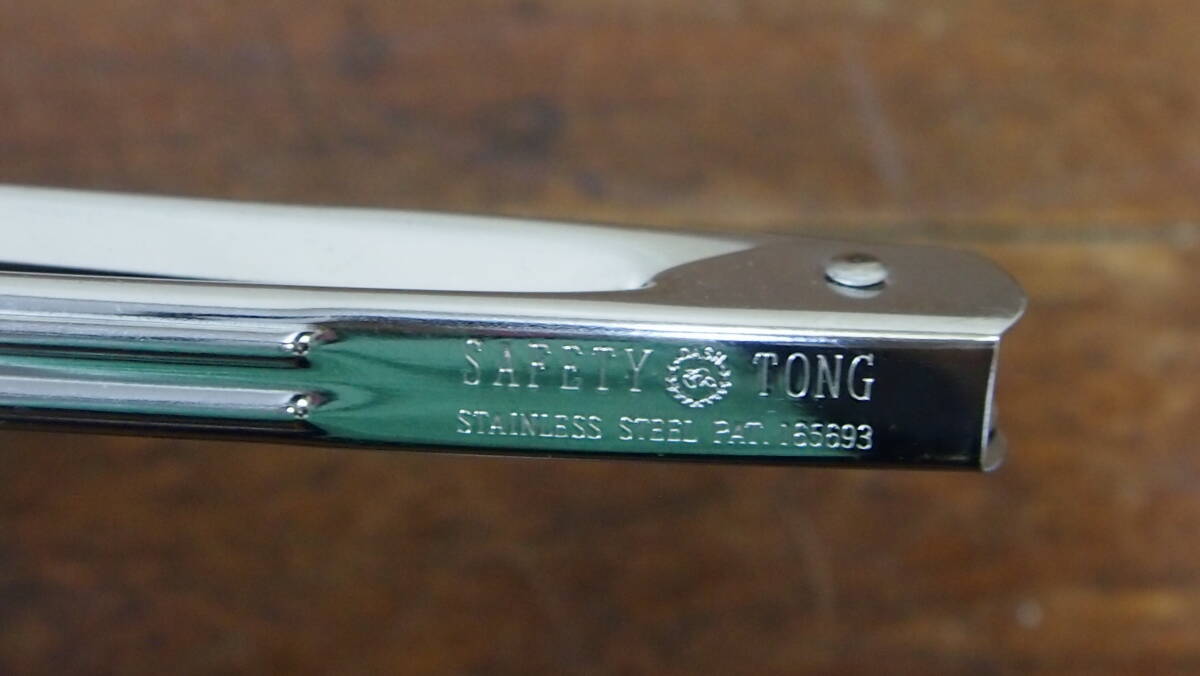 SAFETY TONG
STAINLESS STEEL PAT. 165693